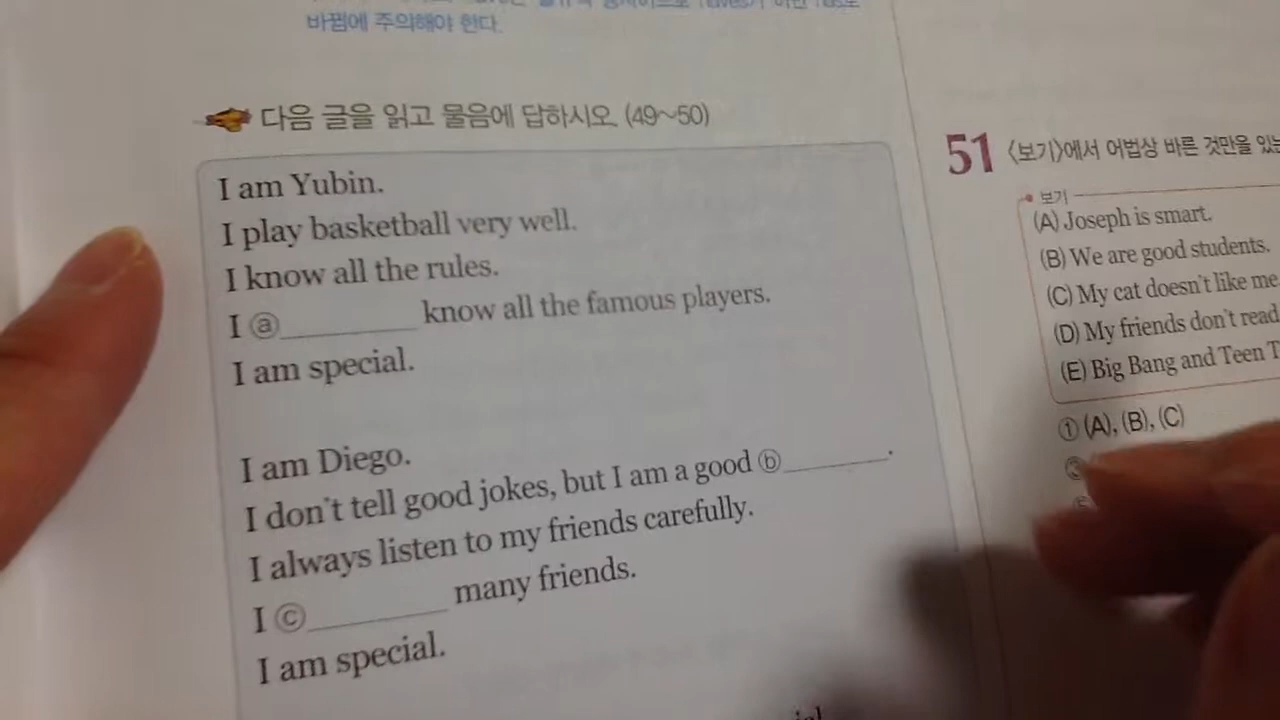 바뀜에 주의해야 한다.
다음 글을 읽고 물음에 답하시오. (49~50)
I am Yubin.
I play basketball very well.
I know all the rules.
I ⓐ________ know all the famous players.
I am special.
I am Diego.
I don't tell good jokes, but I am a good ⓑ________.
I always listen to my friends carefully.
I ⓒ________ many friends.
I am special.
51 〈보기〉에서 어법상 바른 것만을
보기
(A) Joseph is smart.
(B) We are good students.
(C) My cat doesn't like me
(D) My friends don't read
(E) Big Bang and Teen
① (A), (B), (C)